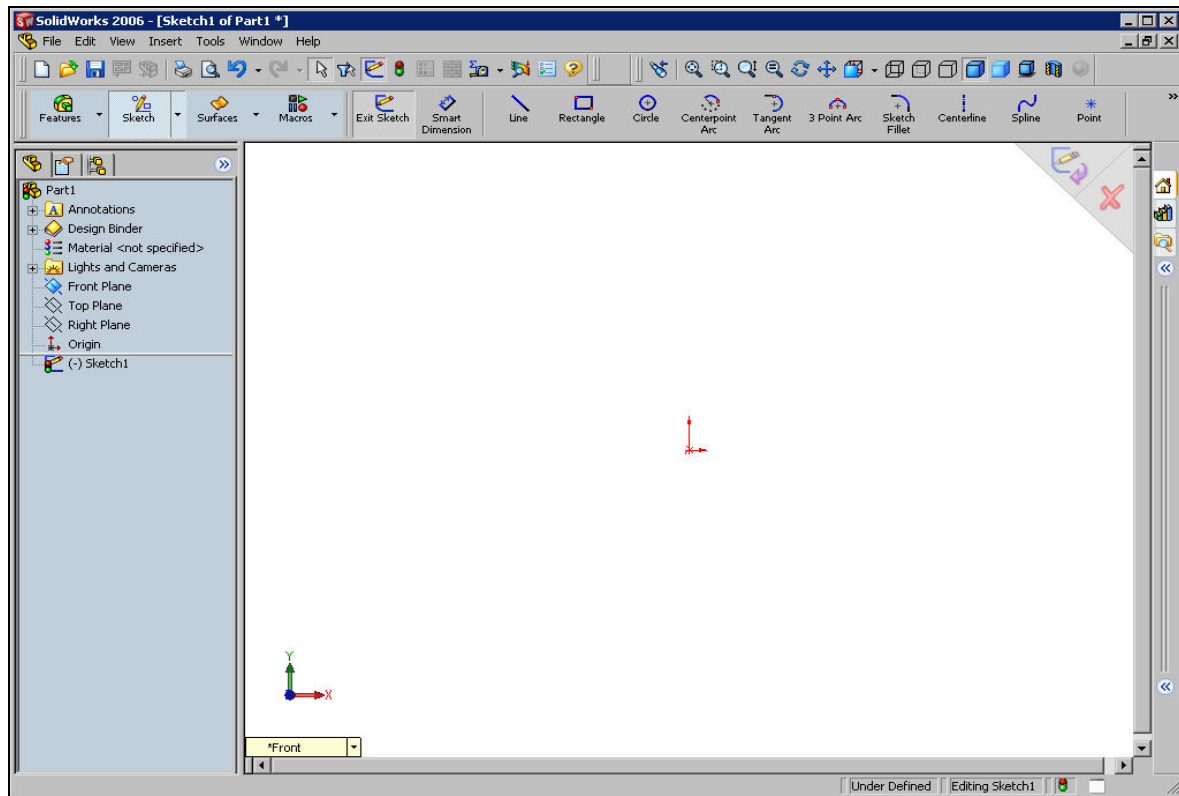 SolidWorks 2006 - [Sketch1 of Part1 *]
File Edit View Insert Tools Window Help
Features Sketch Surfaces Macros Exit Sketch Smart Dimension Line Rectangle Circle Centerpoint Arc Tangent Arc 3 Point Arc Sketch Fillet Centerline Spline Point
Part1
A Annotations
Design Binder
Material <not specified>
Lights and Cameras
Front Plane
Top Plane
Right Plane
Origin
(-) Sketch1
Y
X
*Front
Under Defined Editing Sketch1